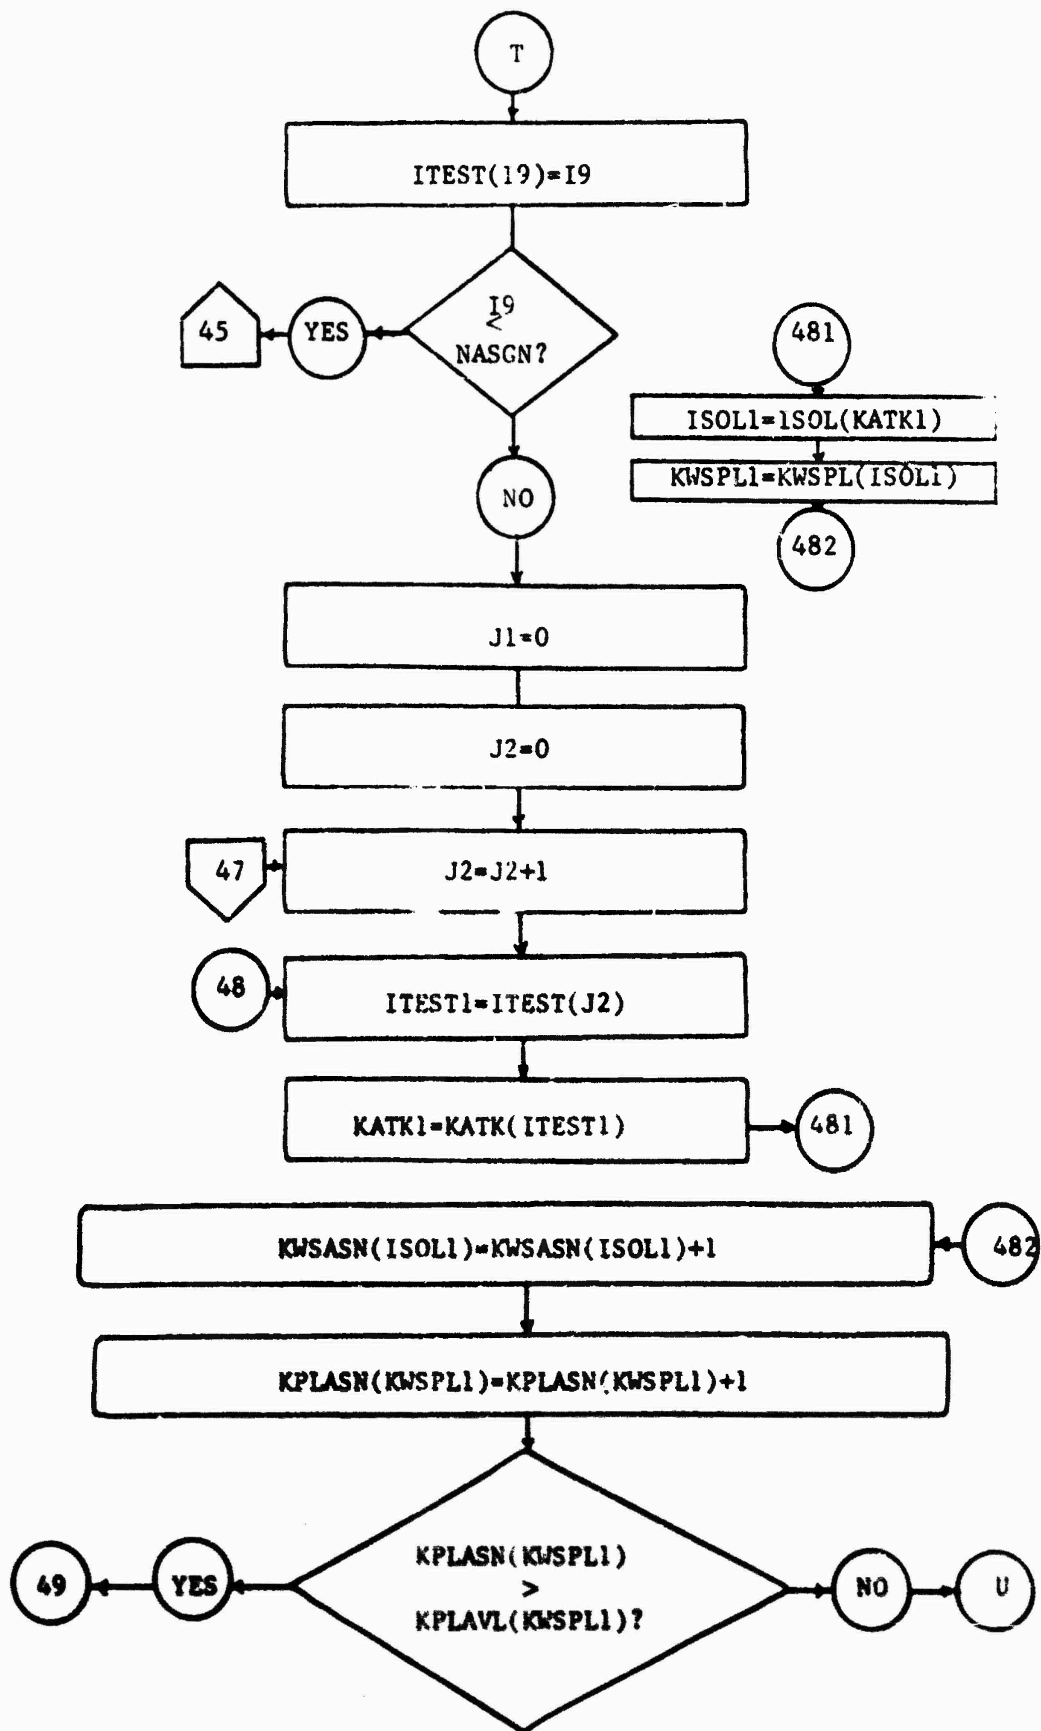 T
ITEST(I9)=I9
I9
<
NASGN?
YES
45
NO
481
ISOL1=ISOL(KATK1)
KWSPL1=KWSPL(ISOL1)
482
J1=0
J2=0
47
J2=J2+1
48
ITEST1=ITEST(J2)
KATK1=KATK(ITEST1)
481
KWSASN(ISOL1)=KWSASN(ISOL1)+1
482
KPLASN(KWSPL1)=KPLASN(KWSPL1)+1
49
YES
KPLASN(KWSPL1)
>
KPLAVL(KWSPL1)?
NO
U